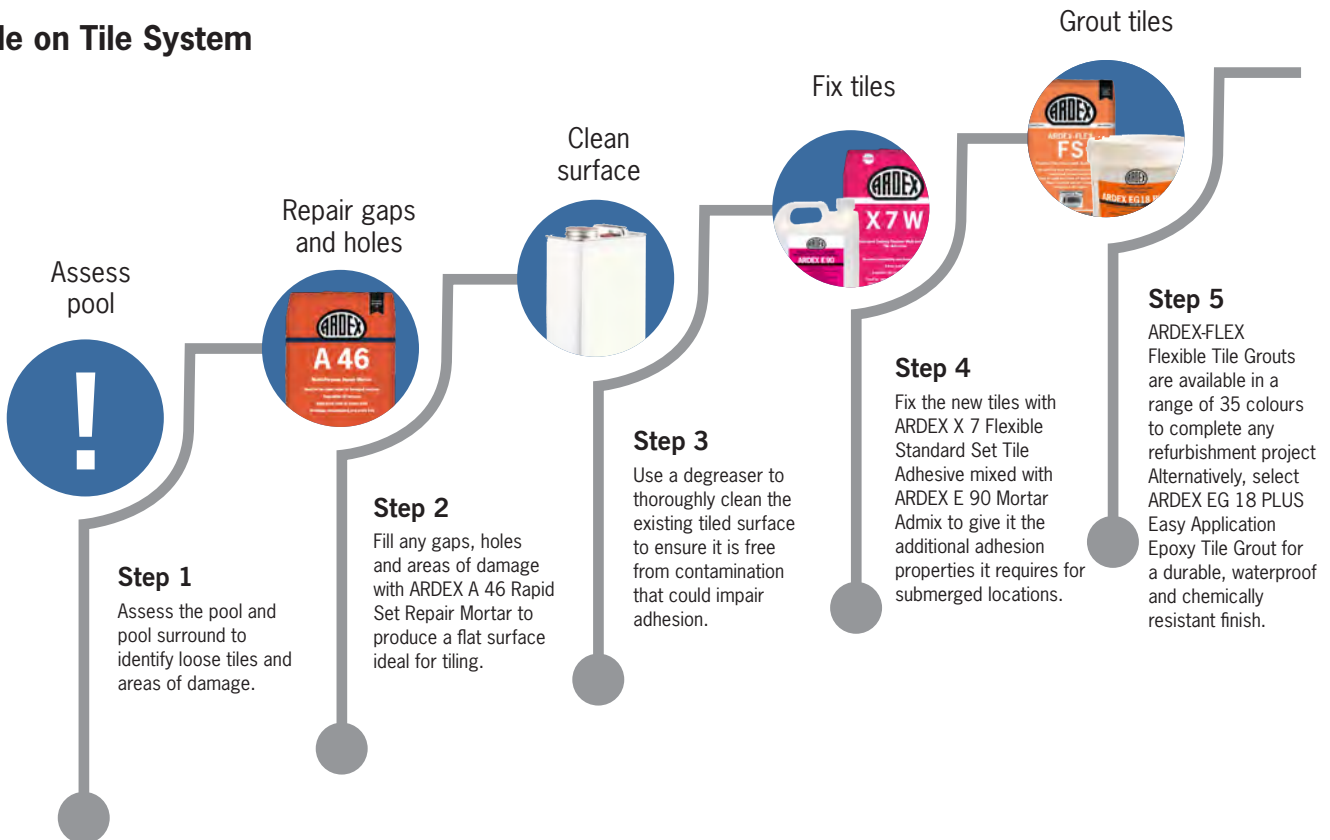 le on Tile System
Assess
pool
!
Step 1
Assess the pool and
pool surround to
identify loose tiles and
areas of damage.
Repair gaps
and holes
ARDEX
A 46
Step 2
Fill any gaps, holes
and areas of damage
with ARDEX A 46 Rapid
Set Repair Mortar to
produce a flat surface
ideal for tiling.
Clean
surface
Step 3
Use a degreaser to
thoroughly clean the
existing tiled surface
to ensure it is free
from contamination
that could impair
adhesion.
Fix tiles
ARDEX
X 7 W
ARDEX
ARDEX E 90
Step 4
Fix the new tiles with
ARDEX X 7 Flexible
Standard Set Tile
Adhesive mixed with
ARDEX E 90 Mortar
Admix to give it the
additional adhesion
properties it requires for
submerged locations.
Grout tiles
ARDEX
ARDEX-FLEX
FS
ARDEX
ARDEX EG 18
Step 5
ARDEX-FLEX
Flexible Tile Grouts
are available in a
range of 35 colours
to complete any
refurbishment project
Alternatively, select
ARDEX EG 18 PLUS
Easy Application
Epoxy Tile Grout for
a durable, waterproof
and chemically
resistant finish.